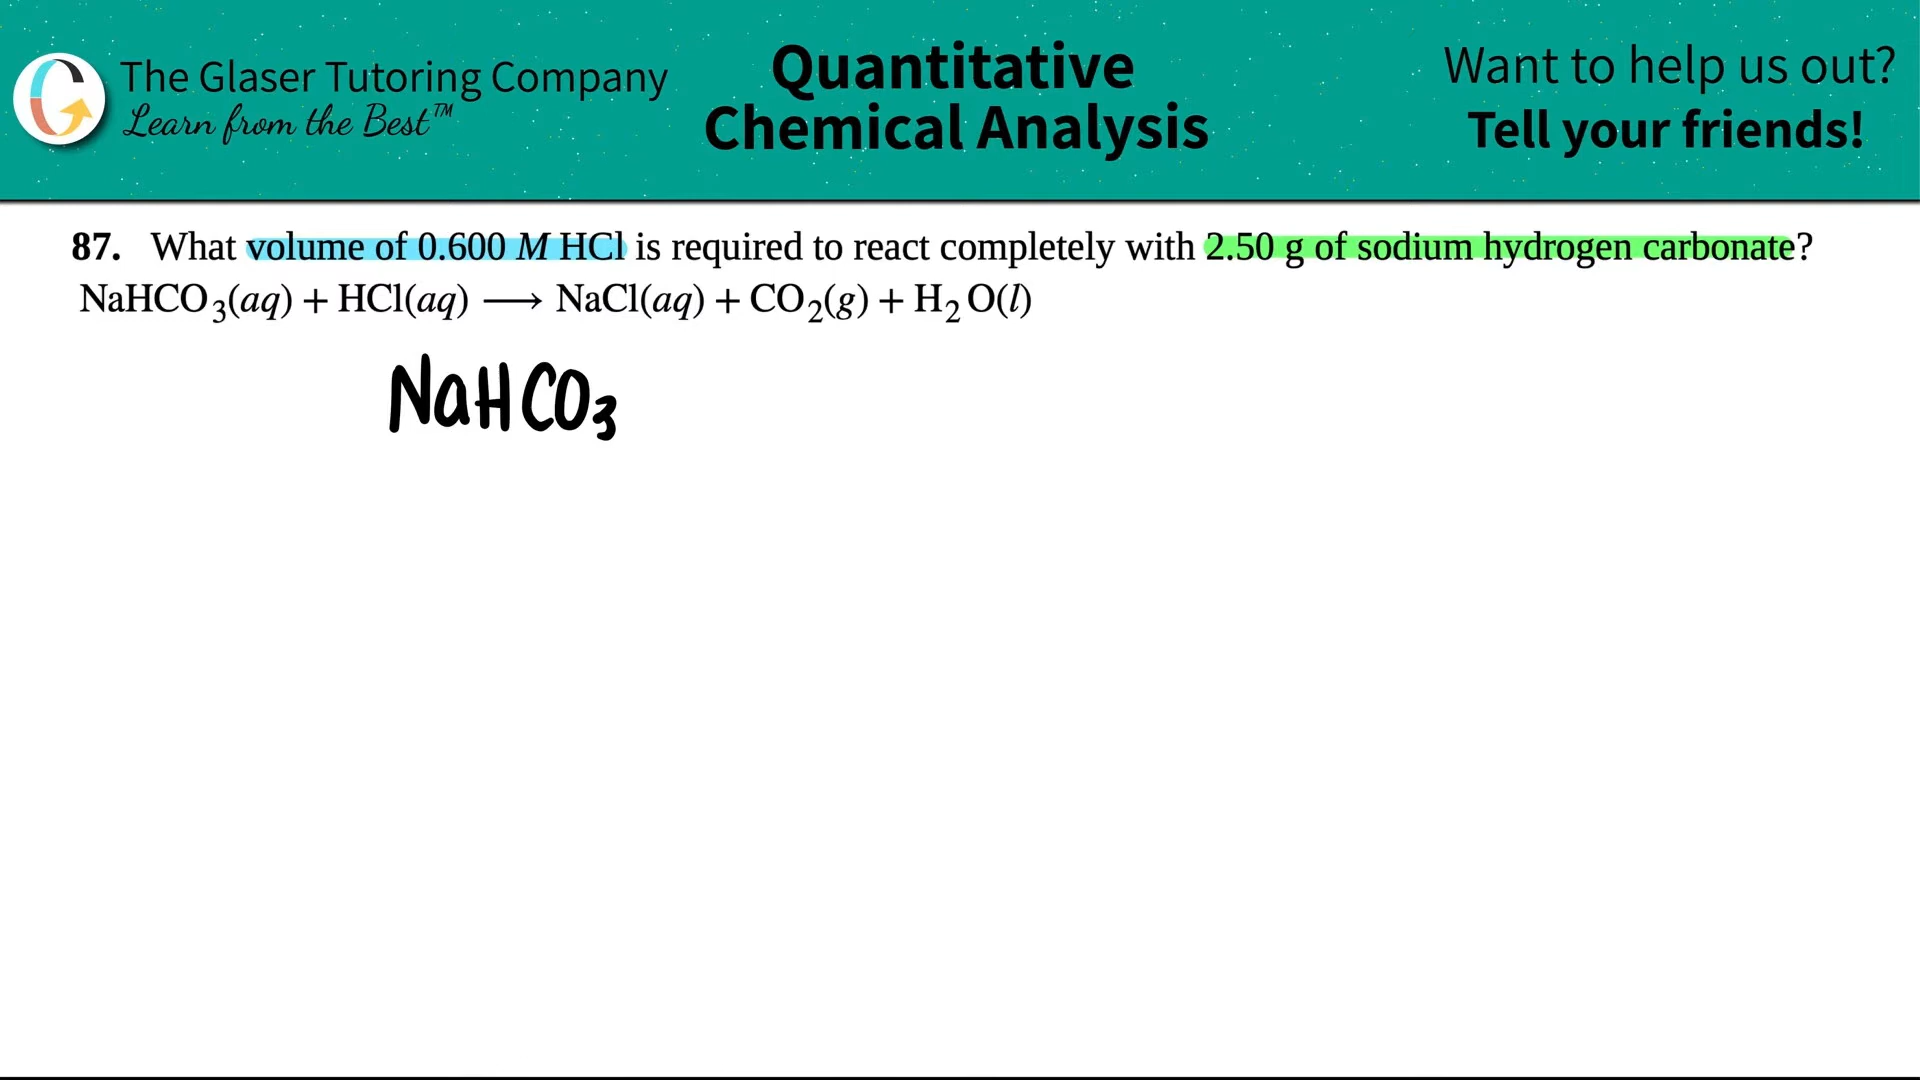 The Glaser Tutoring Company
Learn from the Best™
Quantitative
Chemical Analysis
Want to help us out?
Tell your friends!
87. What volume of 0.600 M HCl is required to react completely with 2.50 g of sodium hydrogen carbonate?
NaHCO₃(aq) + HCl(aq) ⟶ NaCl(aq) + CO₂(g) + H₂O(l)
NaHCO₃